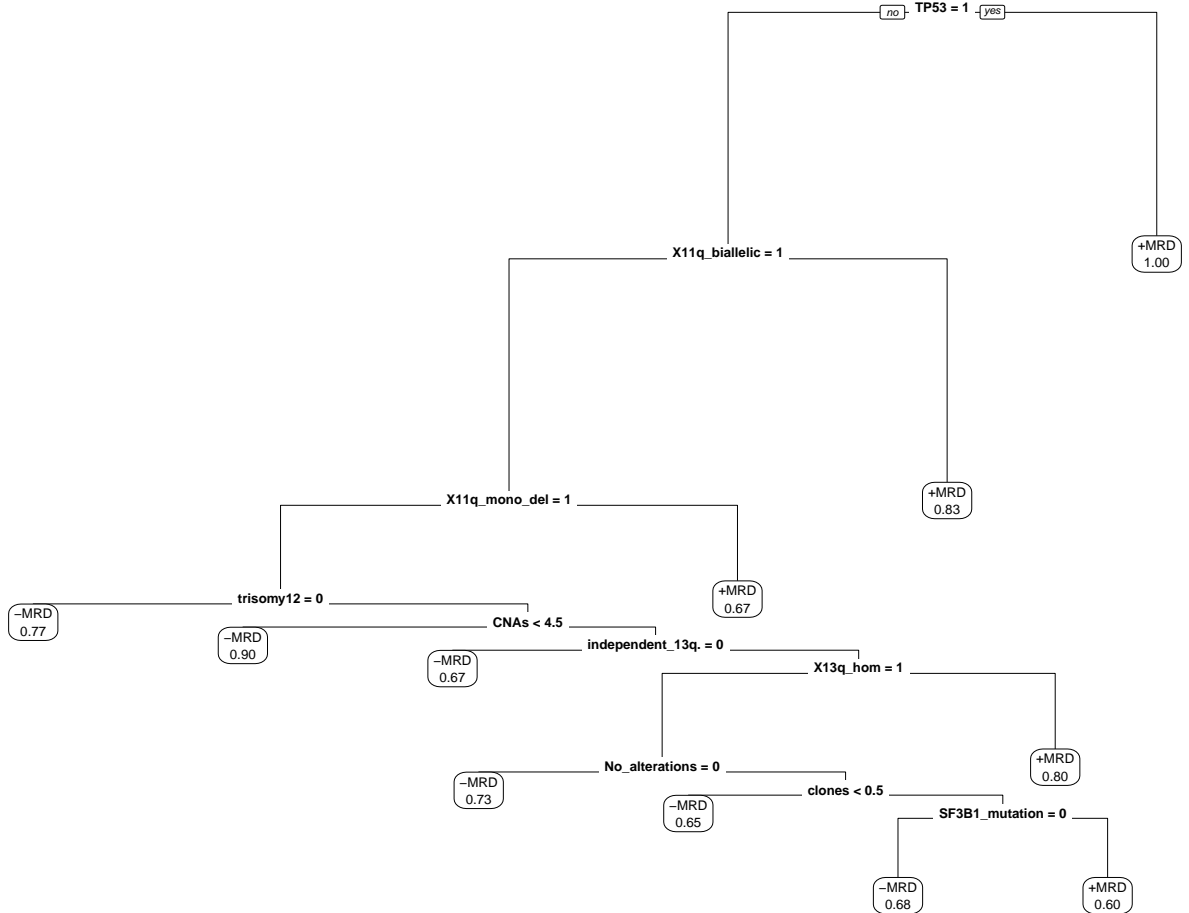 no TP53 = 1 yes
+MRD
1.00
X11q_biallelic = 1
+MRD
0.83
X11q_mono_del = 1
+MRD
0.67
trisomy12 = 0
−MRD
0.77
CNAs < 4.5
−MRD
0.90
independent_13q. = 0
−MRD
0.67
X13q_hom = 1
+MRD
0.80
No_alterations = 0
−MRD
0.73
clones < 0.5
−MRD
0.65
SF3B1_mutation = 0
−MRD
0.68
+MRD
0.60